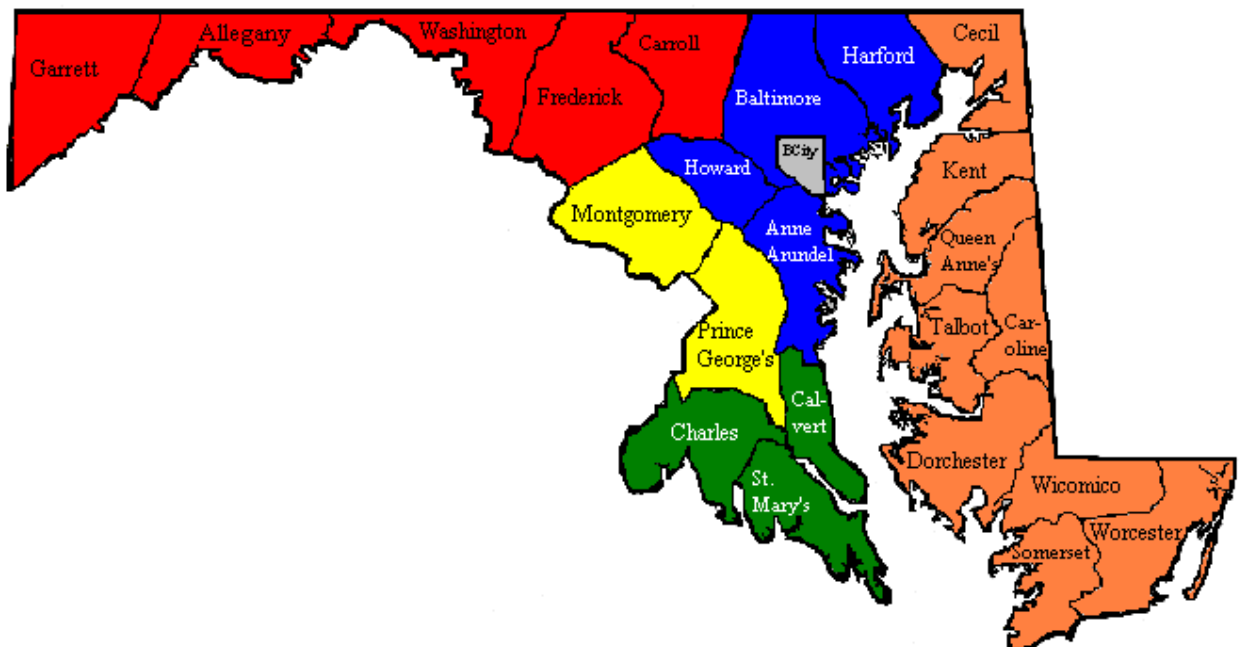 Garrett
Allegany
Washington
Frederick
Carroll
Baltimore
Harford
Cecil
BCity
Howard
Montgomery
Anne
Arundel
Prince
George's
Kent
Queen
Anne's
Talbot
Car-
oline
Cal-
vert
Charles
St.
Mary's
Dorchester
Wicomico
Worcester
Somerset